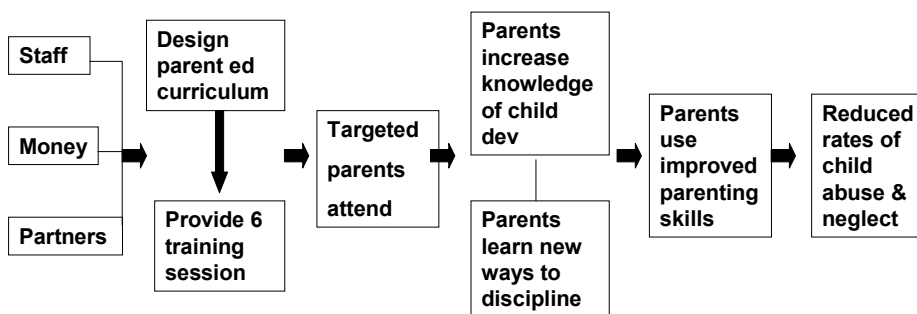 Staff
Money
Partners
Design
parent ed
curriculum
Provide 6
training
session
Targeted
parents
attend
Parents
increase
knowledge
of child
dev
Parents
learn new
ways to
discipline
Parents
use
improved
parenting
skills
Reduced
rates of
child
abuse &
neglect